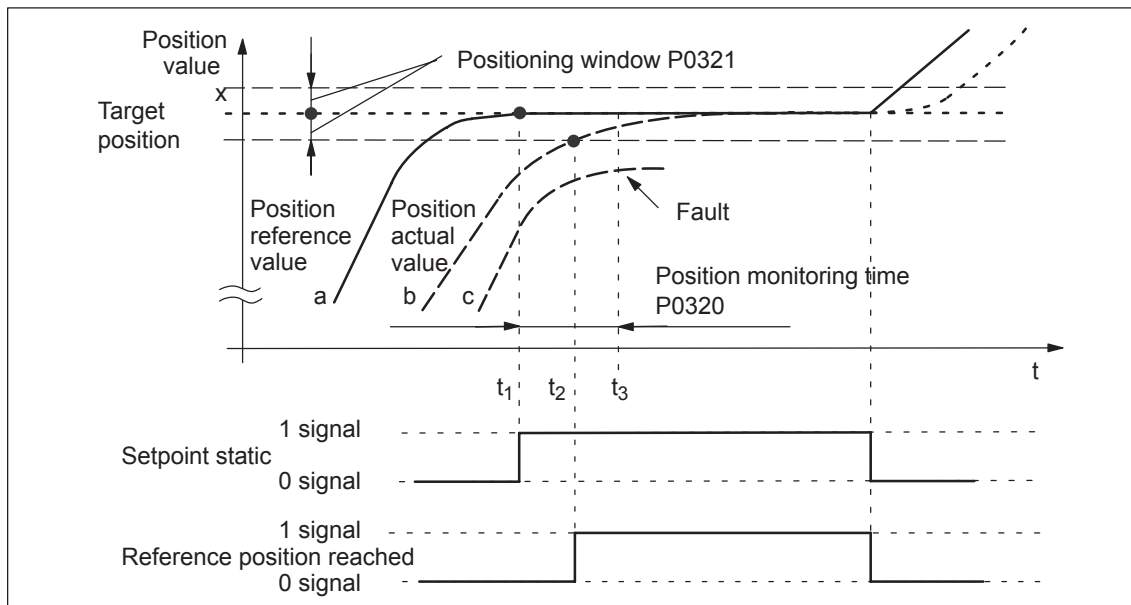 Position
value
x
Positioning window P0321
Target
position
Position
reference
value
Position
actual
value
Fault
a
b
c
Position monitoring time
P0320
t
t1
t2
t3
1 signal
Setpoint static
0 signal
1 signal
Reference position reached
0 signal